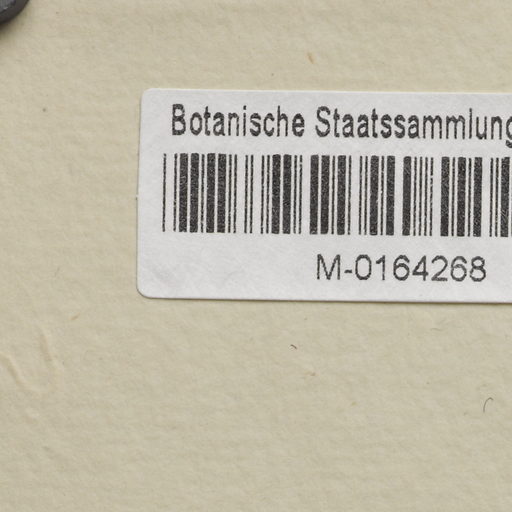 Botanische Staatssammlung
M-0164268